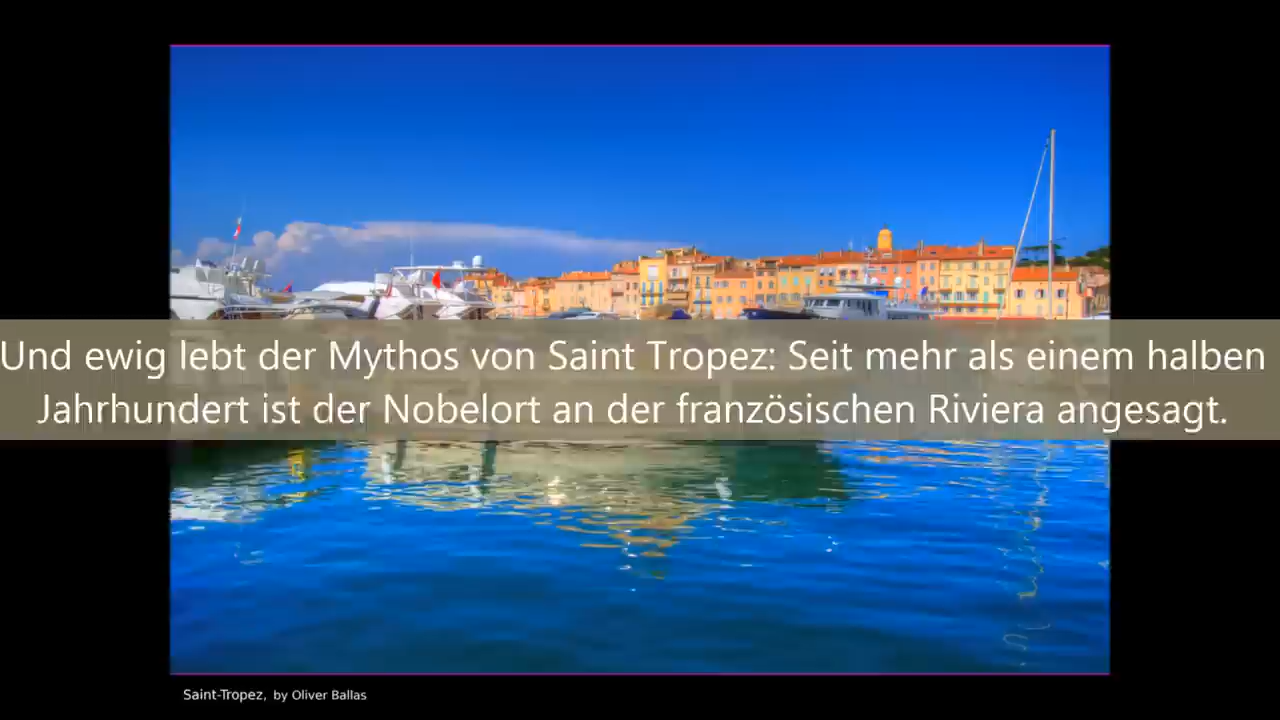 Und ewig lebt der Mythos von Saint Tropez: Seit mehr als einem halben
Jahrhundert ist der Nobelort an der französischen Riviera angesagt.
Saint-Tropez, by Oliver Ballas